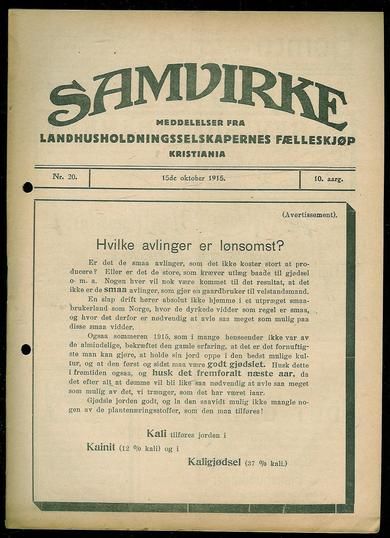 SAMVIRKE
MEDDELELSER FRA
LANDHUSHOLDNINGSSELSKAPERNES FÆLLESKJØP
KRISTIANIA
Nr. 20.
15de oktober 1915.
10. aarg.
(Avertissement).
Hvilke avlinger er lønsomst?
Er det de smaa avlinger, som det ikke koster stort at pro-
ducere? Eller er det de store, som kræver utlæg baade til gjødsel
o. m. a. Nogen hver vil nok være kommet til det resultat, at det
ikke er de smaa avlinger, som gjør en gaardbruker til velstandsmand.
En slap drift hører absolut ikke hjemme i et utpræget smaa-
brukerland som Norge, hvor de dyrkede vidder som regel er smaa,
og hvor det derfor er nødvendig at avle saa meget som mulig paa
disse smaa vidder.
Ogsaa sommeren 1915, som i mange henseender ikke var av
de almindelige, bekræftet den gamle erfaring, at det er det fornuftig-
ste man kan gjøre, at holde sin jord oppe i den bedst mulige kul-
tur, og at den først og sidst maa være godt gjødslet. Husk dette
i fremtiden ogsaa, og husk det fremforalt næste aar, da
det efter alt at dømme vil bli like saa nødvendig at avle saa meget
som mulig av det, vi trænger, som det har været iaar.
Gjødsle jorden godt, og la den saavidt mulig ikke mangle no-
gen av de plantenæringsstoffer, som den maa tilføres!
Kali tilføres jorden i
Kainit (12 % kali) og i
Kaligjødsel (37 % kali.)